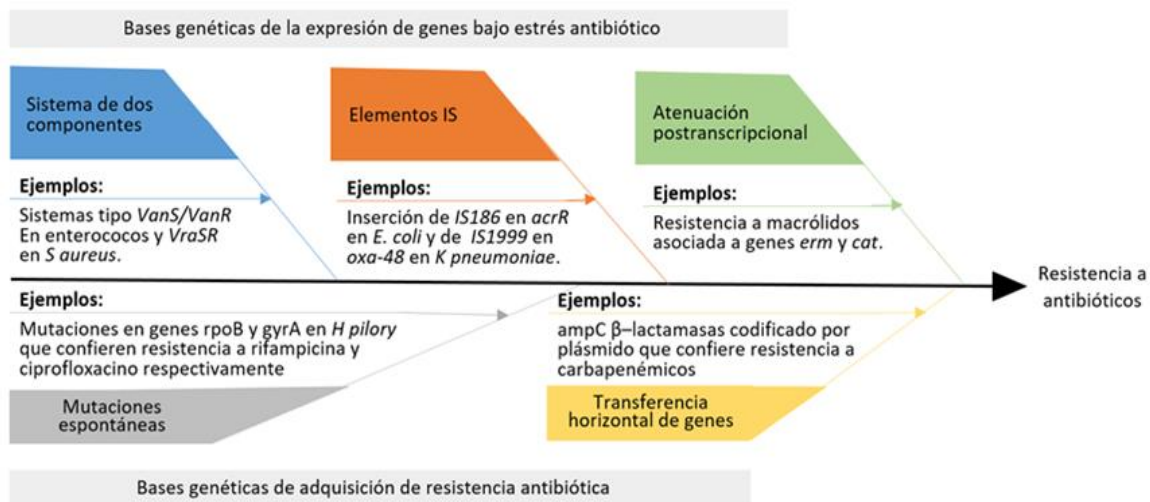 Bases genéticas de la expresión de genes bajo estrés antibiótico
Sistema de dos
componentes
Elementos IS
Atenuación
postranscripcional
Ejemplos:
Sistemas tipo VanS/VanR
En enterococos y VraSR
en S aureus.
Ejemplos:
Inserción de IS186 en acrR
en E. coli y de IS1999 en
oxa-48 en K pneumoniae.
Ejemplos:
Resistencia a macrólidos
asociada a genes erm y cat.
Resistencia a
antibióticos
Ejemplos:
Mutaciones en genes rpoB y gyrA en H pilory
que confieren resistencia a rifampicina y
ciprofloxacino respectivamente
Mutaciones
espontáneas
Ejemplos:
ampC β–lactamasas codificado por
plásmido que confiere resistencia a
carbapenémicos
Transferencia
horizontal de genes
Bases genéticas de adquisición de resistencia antibiótica